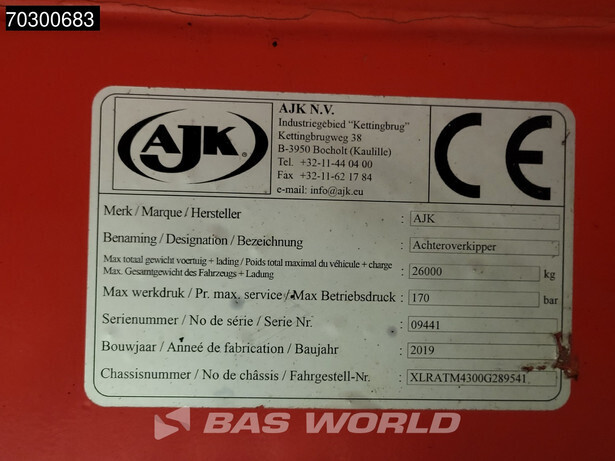 70300683
AJK
®
AJK N.V.
Industriegebied "Kettingbrug"
Kettingbrugweg 38
B-3950 Bocholt (Kaulille)
Tel. +32-11-44 04 00
Fax +32-11-62 17 84
e-mail: info@ajk.eu
CE
Merk / Marque / Hersteller : AJK
Benaming / Designation / Bezeichnung : Achteroverkipper
Max totaal gewicht voertuig + lading / Poids total maximal du véhicule + charge
Max. Gesamtgewicht des Fahrzeugs + Ladung : 26000 kg
Max werkdruk / Pr. max. service / Max Betriebsdruck : 170 bar
Serienummer / No de série / Serie Nr. : 09441
Bouwjaar / Anneé de fabrication / Baujahr : 2019
Chassisnummer / No de châssis / Fahrgestell-Nr. : XLRATM4300G289541
BAS WORLD